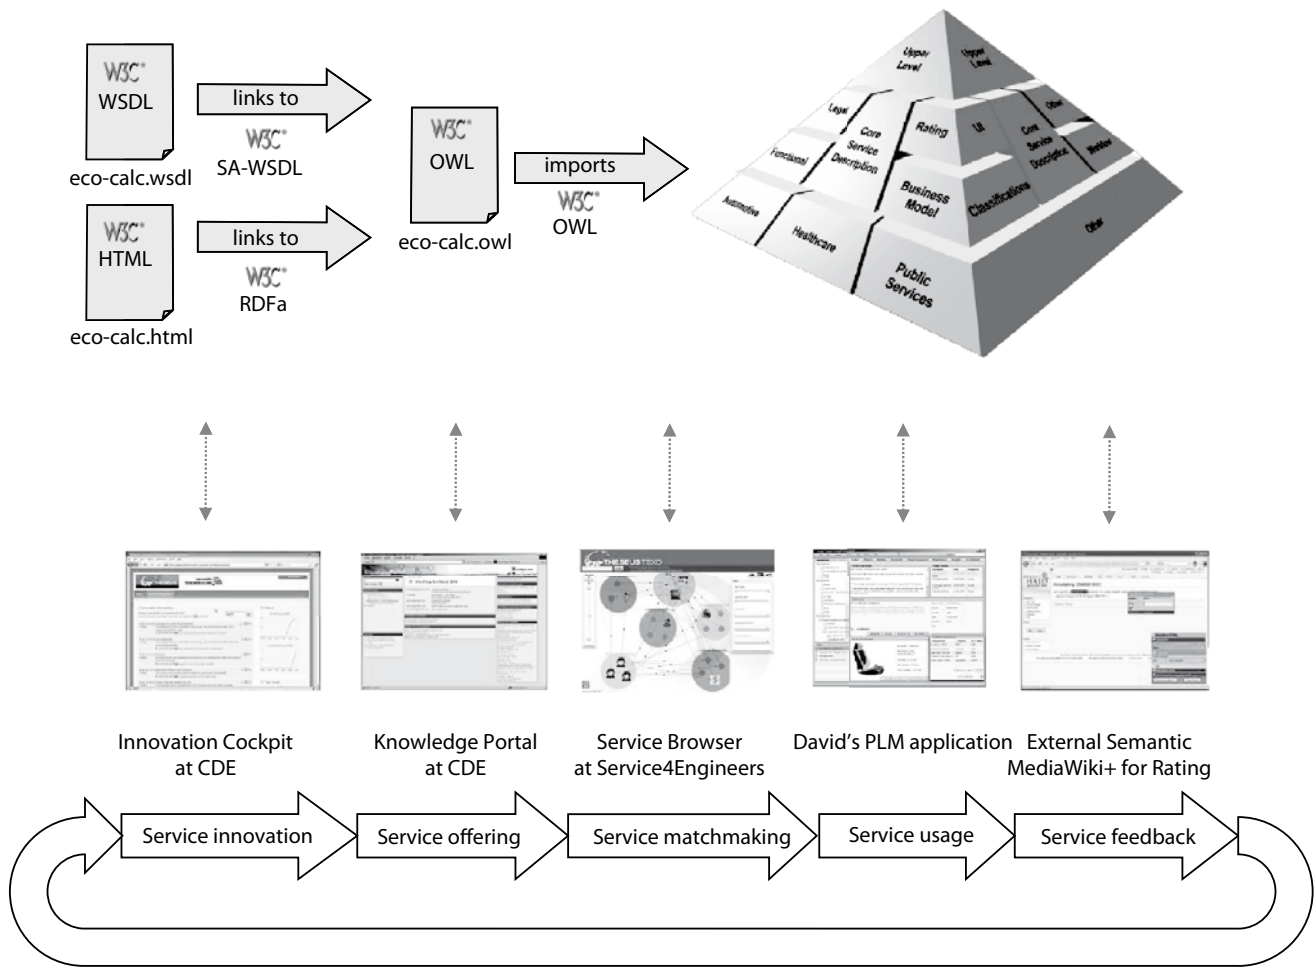 W3C®
WSDL
eco-calc.wsdl
links to
W3C®
SA-WSDL
W3C®
HTML
eco-calc.html
links to
W3C®
RDFa
W3C®
OWL
eco-calc.owl
imports
W3C®
OWL
Upper
Level
Upper
Level
Legal
Core
Service
Description
Rating
UI
Core
Service
Description
Other
Functional
Business
Model
Classifications
Workflow
Automotive
Healthcare
Public
Services
Other
THESEUS TEXO
Innovation Cockpit
at CDE
Knowledge Portal
at CDE
Service Browser
at Service4Engineers
David's PLM application
External Semantic
MediaWiki+ for Rating
Service innovation
Service offering
Service matchmaking
Service usage
Service feedback